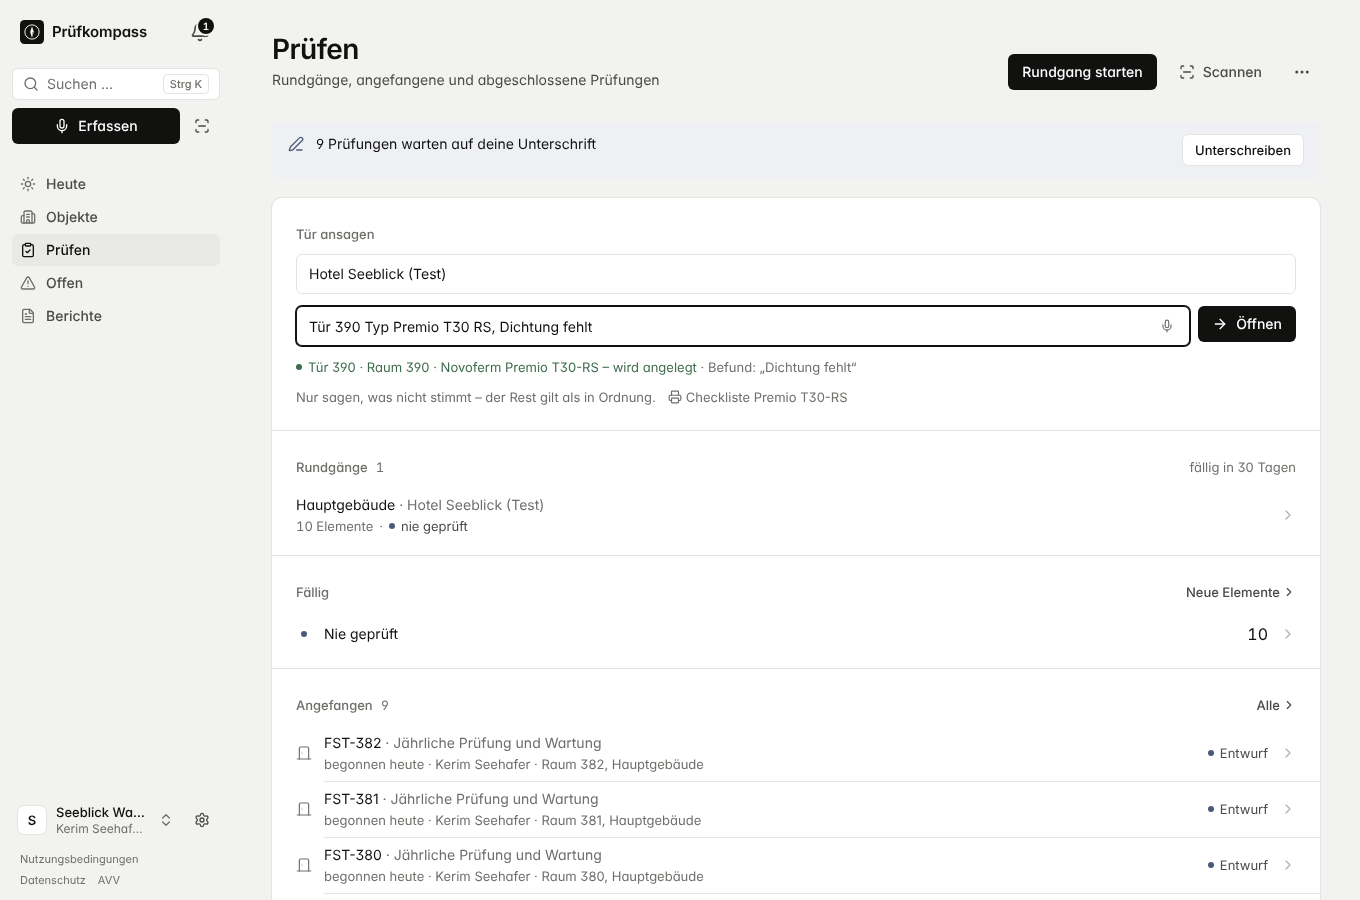 Prüfkompass
1
Suchen ...
Strg K
Erfassen
Heute
Objekte
Prüfen
Offen
Berichte
S
Seeblick Wa...
Kerim Seehaf...
Nutzungsbedingungen
Datenschutz AVV
Prüfen
Rundgänge, angefangene und abgeschlossene Prüfungen
Rundgang starten
Scannen
9 Prüfungen warten auf deine Unterschrift
Unterschreiben
Tür ansagen
Hotel Seeblick (Test)
Tür 390 Typ Premio T30 RS, Dichtung fehlt
Öffnen
Tür 390 · Raum 390 · Novoferm Premio T30-RS – wird angelegt · Befund: „Dichtung fehlt“
Nur sagen, was nicht stimmt – der Rest gilt als in Ordnung. Checkliste Premio T30-RS
Rundgänge 1
fällig in 30 Tagen
Hauptgebäude · Hotel Seeblick (Test)
10 Elemente · nie geprüft
Fällig
Neue Elemente
Nie geprüft
10
Angefangen 9
Alle
FST-382 · Jährliche Prüfung und Wartung
begonnen heute · Kerim Seehafer · Raum 382, Hauptgebäude
Entwurf
FST-381 · Jährliche Prüfung und Wartung
begonnen heute · Kerim Seehafer · Raum 381, Hauptgebäude
Entwurf
FST-380 · Jährliche Prüfung und Wartung
begonnen heute · Kerim Seehafer · Raum 380, Hauptgebäude
Entwurf